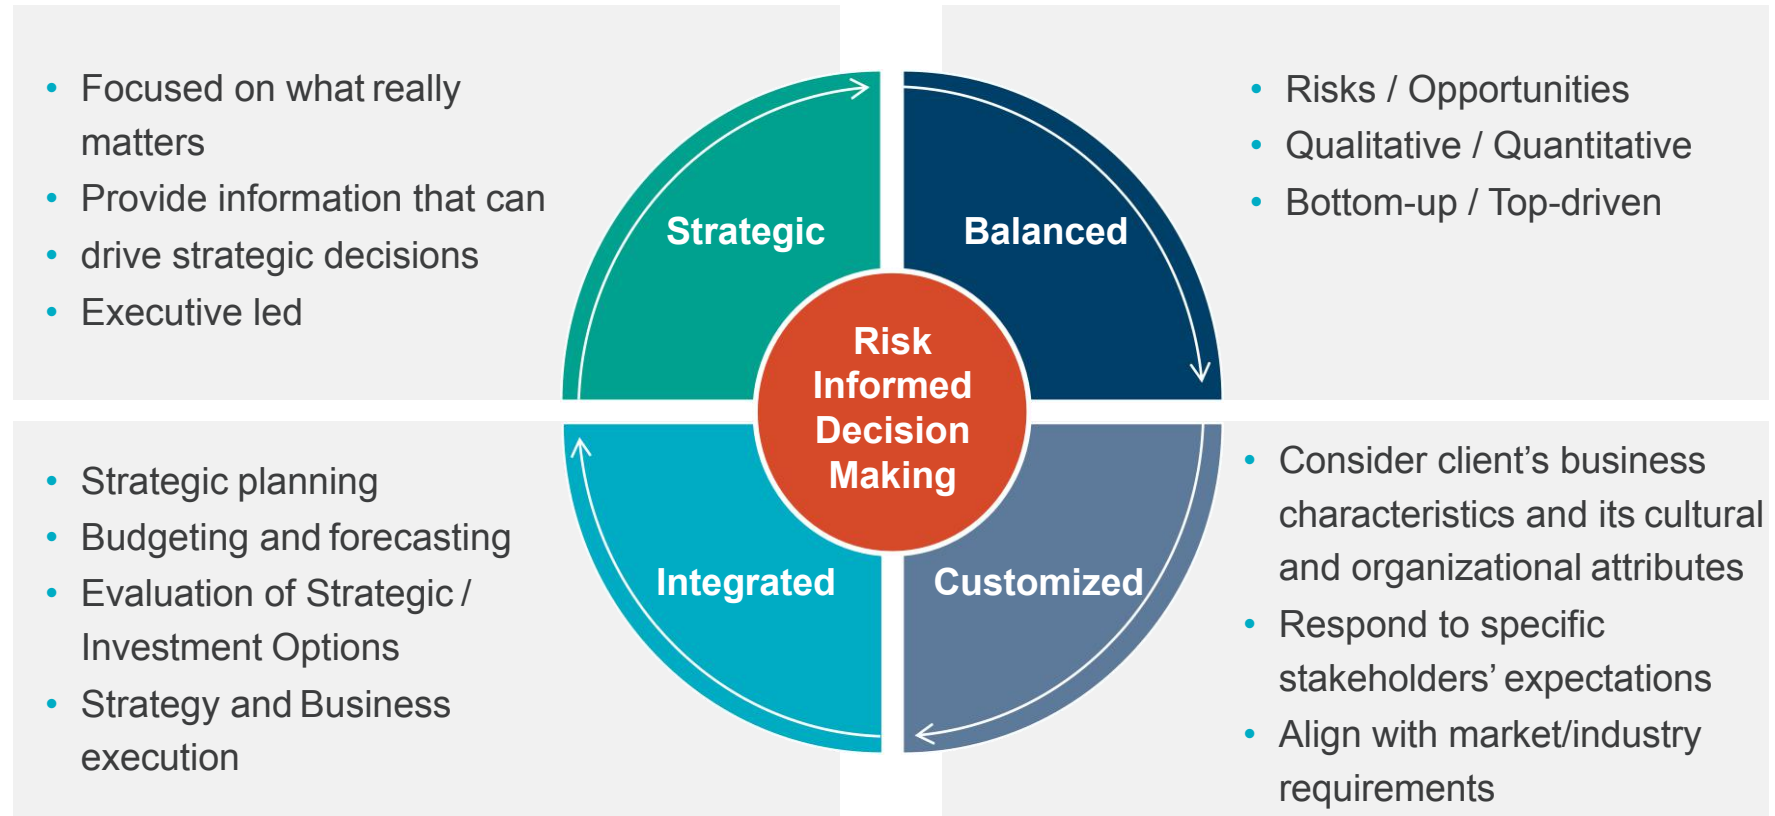 • Focused on what really
matters
• Provide information that can
• drive strategic decisions
• Executive led
Strategic
• Risks / Opportunities
• Qualitative / Quantitative
• Bottom-up / Top-driven
Balanced
Risk
Informed
Decision
Making
• Strategic planning
• Budgeting and forecasting
• Evaluation of Strategic /
Investment Options
• Strategy and Business
execution
Integrated
Customized
• Consider client’s business
characteristics and its cultural
and organizational attributes
• Respond to specific
stakeholders’ expectations
• Align with market/industry
requirements